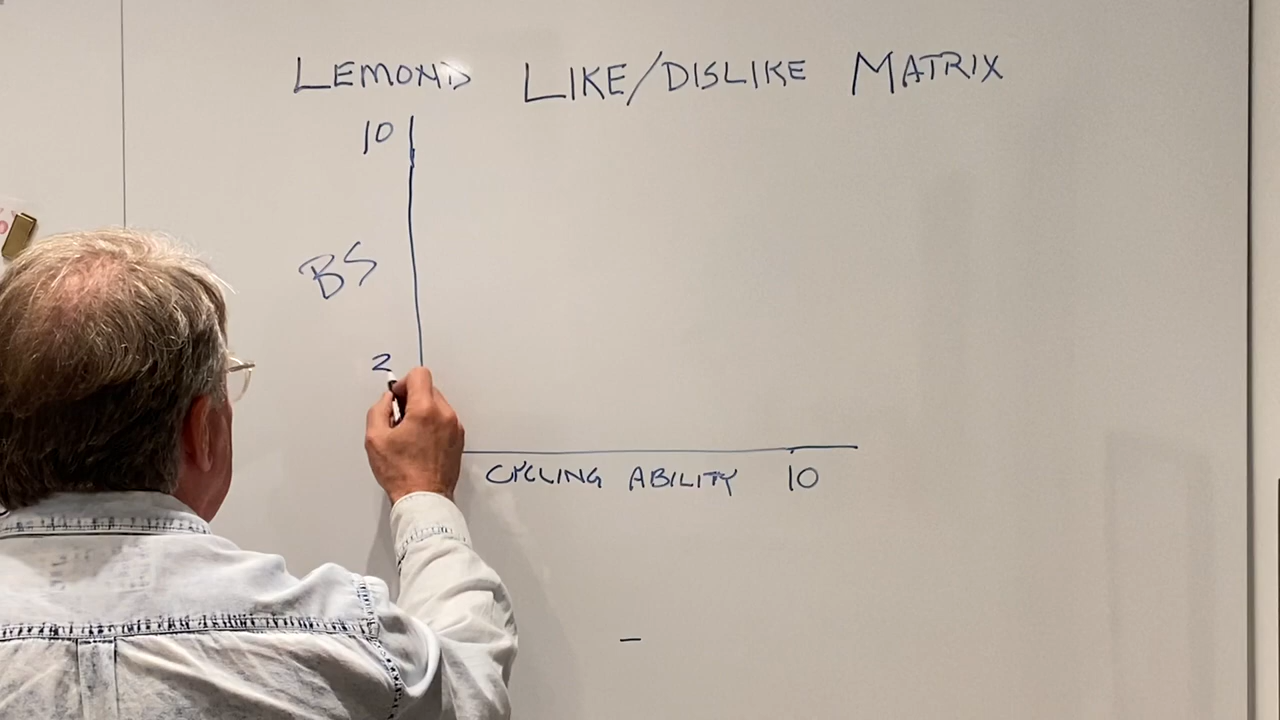 LEMOND LIKE/DISLIKE MATRIX
10
BS
2
CYCLING ABILITY 10